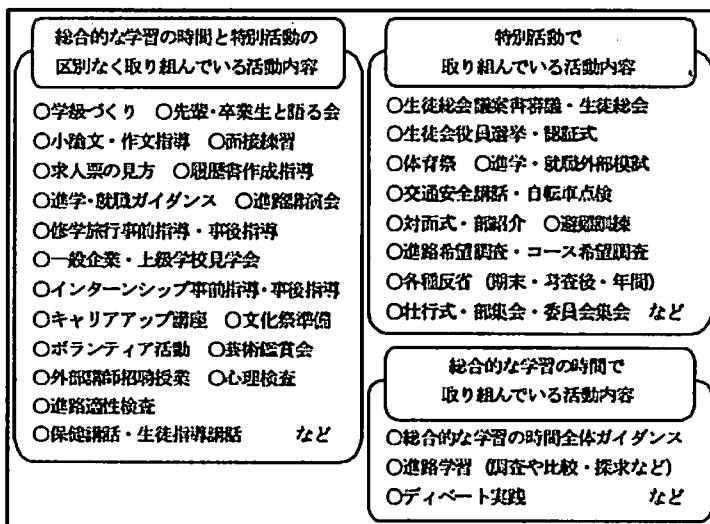 総合的な学習の時間と特別活動の
区別なく取り組んでいる活動内容
○学級づくり ○先輩・卒業生と語る会
○小論文・作文指導 ○面接練習
○求人票の見方 ○履歴書作成指導
○進学・就職ガイダンス ○進路講演会
○修学旅行事前指導・事後指導
○一般企業・上級学校見学会
○インターンシップ事前指導・事後指導
○キャリアアップ講座 ○文化祭準備
○ボランティア活動 ○芸術鑑賞会
○外部講師招聘授業 ○心理検査
○進路適性検査
○保健講話・生徒指導講話 など
特別活動で
取り組んでいる活動内容
○生徒総会議案書審議・生徒総会
○生徒会役員選挙・認証式
○体育祭 ○進学・就職外部模試
○交通安全講話・自転車点検
○対面式・部紹介 ○避難訓練
○進路希望調査・コース希望調査
○各種反省（期末・考査後・年間）
○壮行式・部集会・委員会集会 など
総合的な学習の時間で
取り組んでいる活動内容
○総合的な学習の時間全体ガイダンス
○進路学習（調査や比較・探求など）
○ディベート実践 など